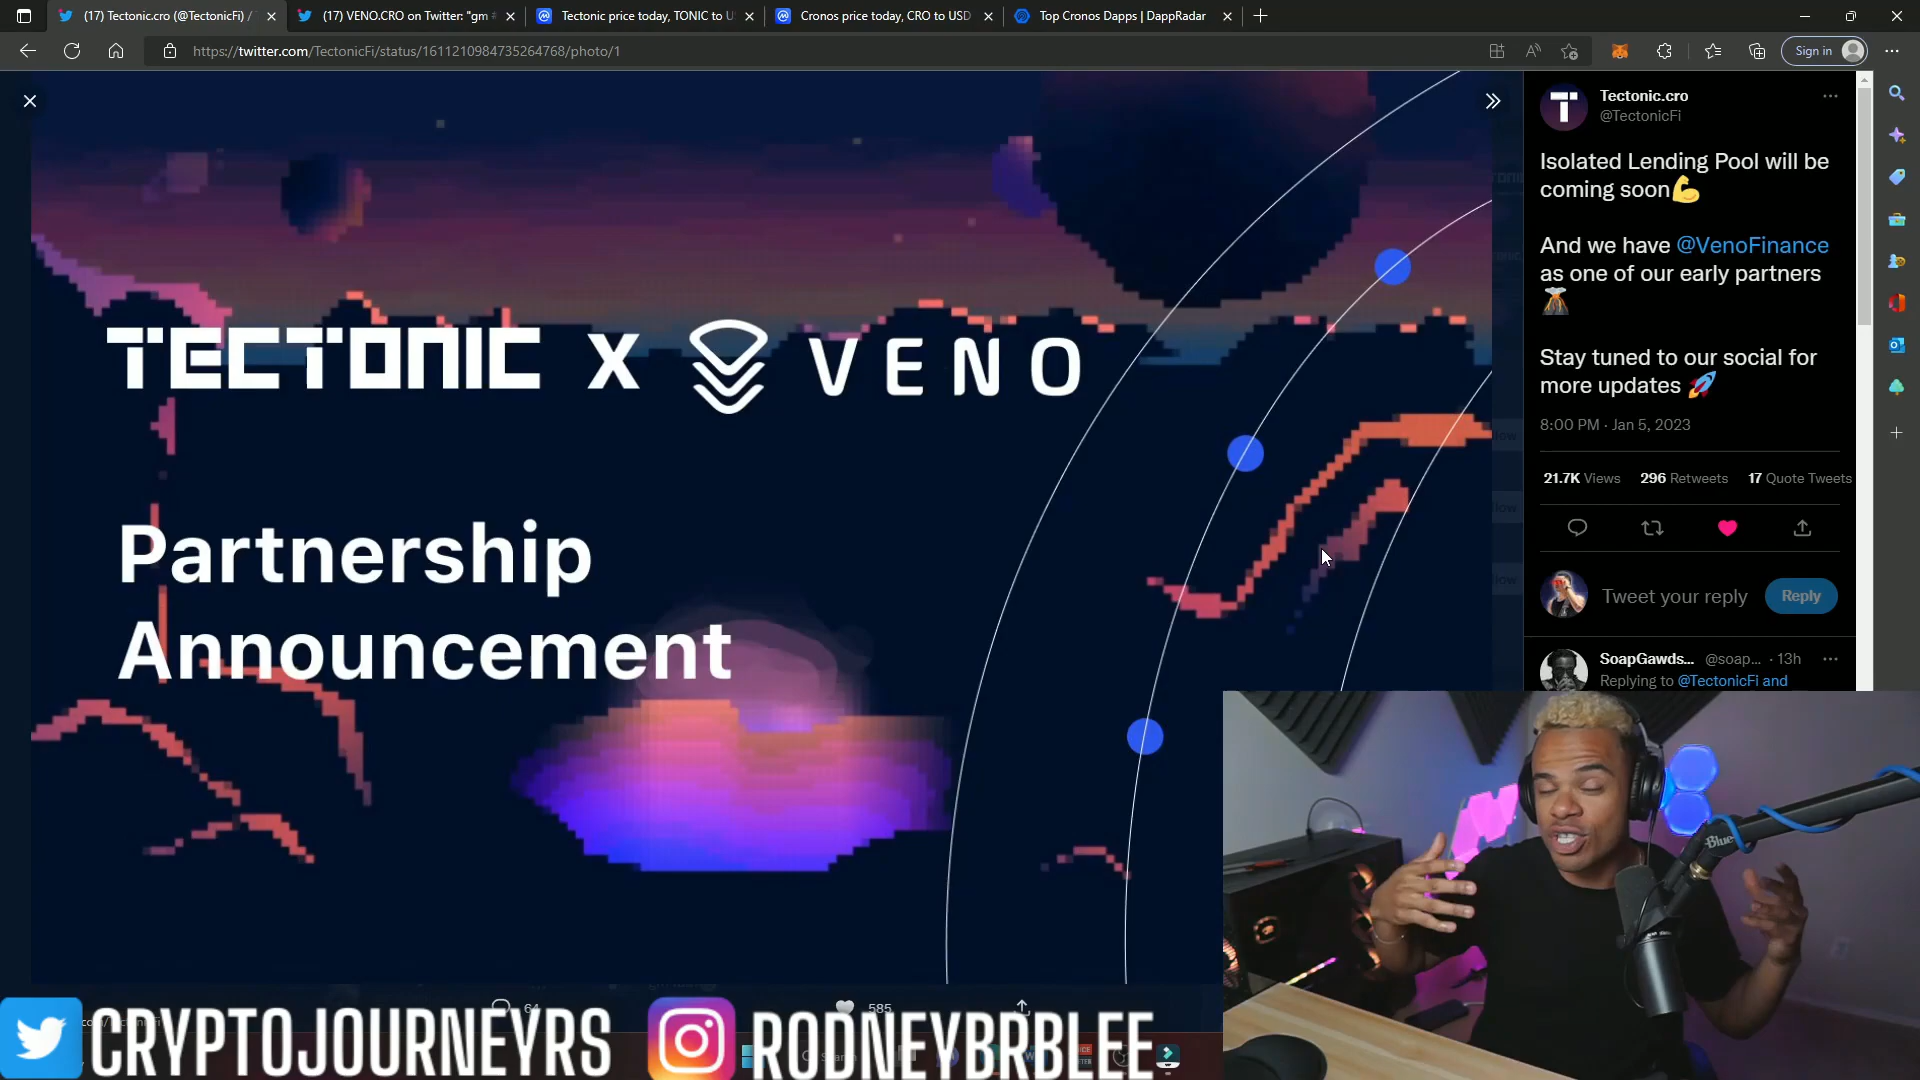 (17) Tectonic.cro (@TectonicFi) /
(17) VENO.CRO on Twitter: "gm
Tectonic price today, TONIC to U
Cronos price today, CRO to USD
Top Cronos Dapps | DappRadar
https://twitter.com/TectonicFi/status/1611210984735264768/photo/1
Sign in
TECTONIC X VENO
Partnership
Announcement
Tectonic.cro
@TectonicFi
Isolated Lending Pool will be
coming soon💪
And we have @VenoFinance
as one of our early partners
🌋
Stay tuned to our social for
more updates 🚀
8:00 PM · Jan 5, 2023
21.7K Views 296 Retweets 17 Quote Tweets
Tweet your reply
Reply
SoapGawds... @soap... · 13h
Replying to @TectonicFi and
Blue
64
585
CRYPTOJOURNEYRS
RODNEYBRBLEE